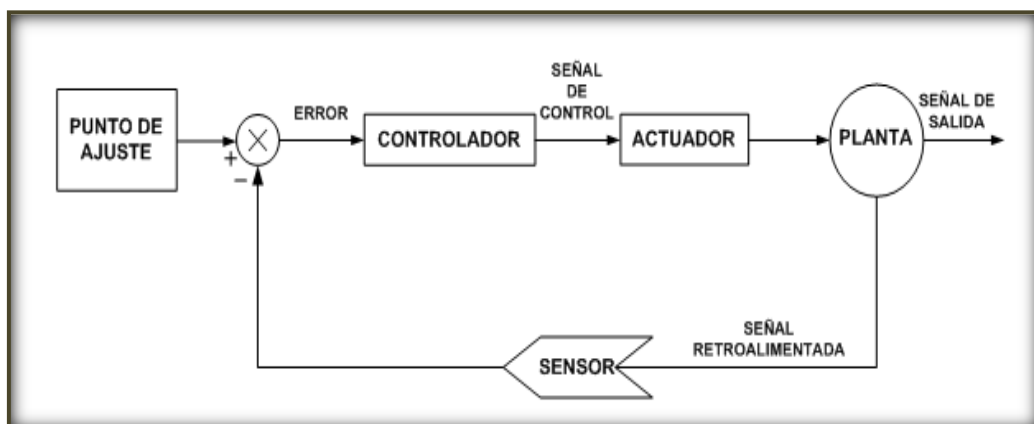 PUNTO DE
AJUSTE
+
−
ERROR
CONTROLADOR
SEÑAL
DE
CONTROL
ACTUADOR
PLANTA
SEÑAL DE
SALIDA
SEÑAL
RETROALIMENTADA
SENSOR